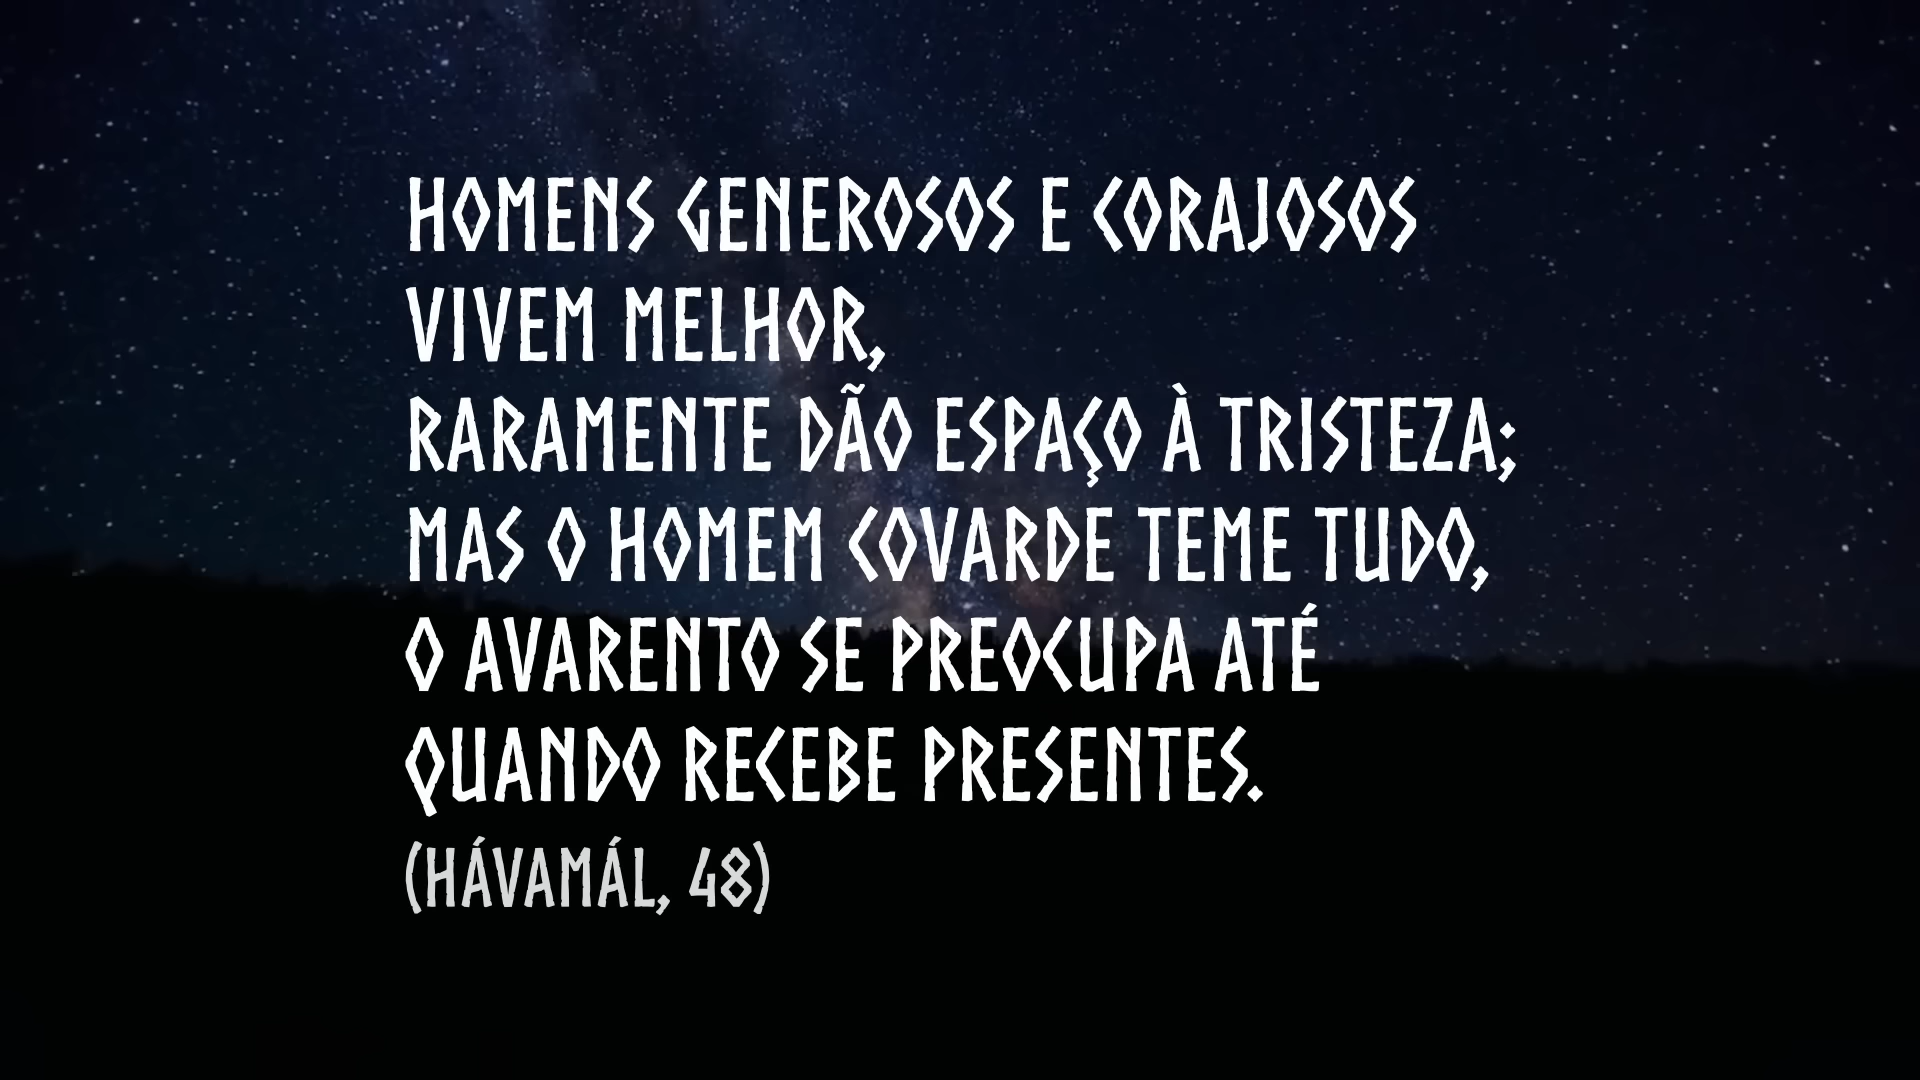 HOMENS GENEROSOS E CORAJOSOS
VIVEM MELHOR,
RARAMENTE DÃO ESPAÇO À TRISTEZA;
MAS O HOMEM COVARDE TEME TUDO,
O AVARENTO SE PREOCUPA ATÉ
QUANDO RECEBE PRESENTES.
(HÁVAMÁL, 48)